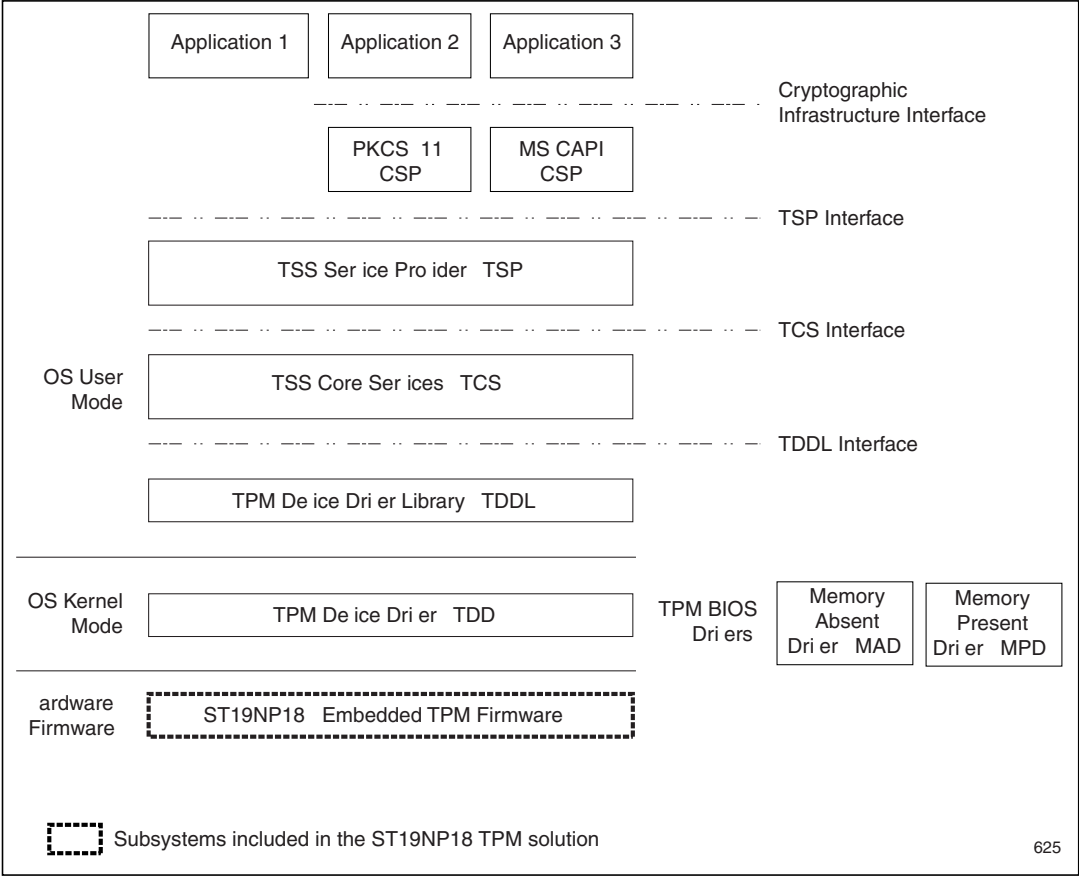 Application 1
Application 2
Application 3
Cryptographic
Infrastructure Interface
PKCS 11
CSP
MS CAPI
CSP
TSP Interface
TSS Ser ice Pro ider TSP
TCS Interface
OS User
Mode
TSS Core Ser ices TCS
TDDL Interface
TPM De ice Dri er Library TDDL
OS Kernel
Mode
TPM De ice Dri er TDD
TPM BIOS
Dri ers
Memory
Absent
Dri er MAD
Memory
Present
Dri er MPD
ardware
Firmware
ST19NP18 Embedded TPM Firmware
Subsystems included in the ST19NP18 TPM solution
625